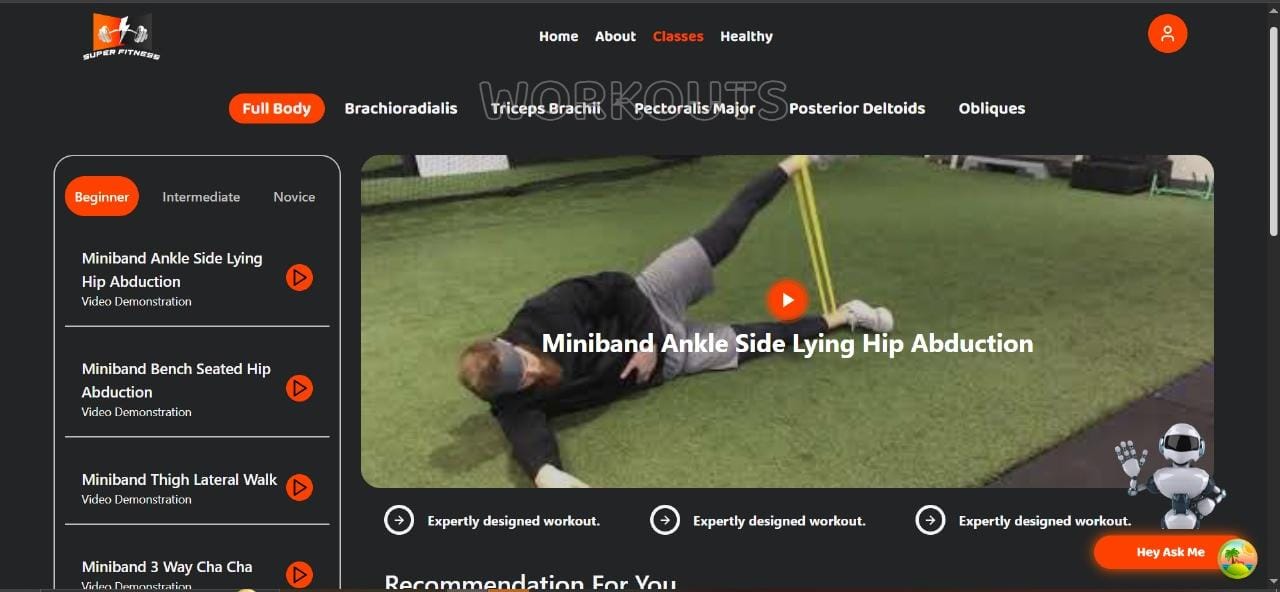 SUPER FITNESS
Home About Classes Healthy
WORKOUTS
Full Body Brachioradialis Triceps Brachii Pectoralis Major Posterior Deltoids Obliques
Beginner Intermediate Novice
Miniband Ankle Side Lying
Hip Abduction
Video Demonstration
Miniband Bench Seated Hip
Abduction
Video Demonstration
Miniband Thigh Lateral Walk
Video Demonstration
Miniband 3 Way Cha Cha
Video Demonstration
Miniband Ankle Side Lying Hip Abduction
Expertly designed workout. Expertly designed workout. Expertly designed workout.
Hey Ask Me
Recommendation For You